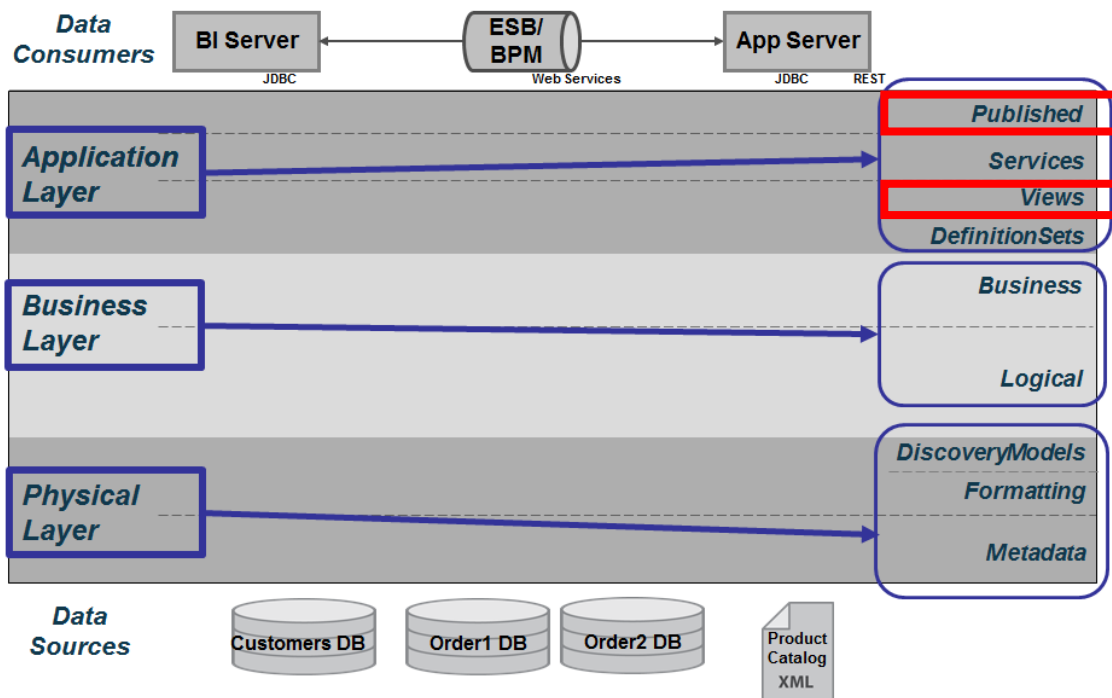 Data
Consumers
BI Server
ESB/
BPM
App Server
JDBC
Web Services
JDBC
REST
Application
Layer
Published
Services
Views
DefinitionSets
Business
Layer
Business
Logical
Physical
Layer
DiscoveryModels
Formatting
Metadata
Data
Sources
Customers DB
Order1 DB
Order2 DB
Product
Catalog
XML